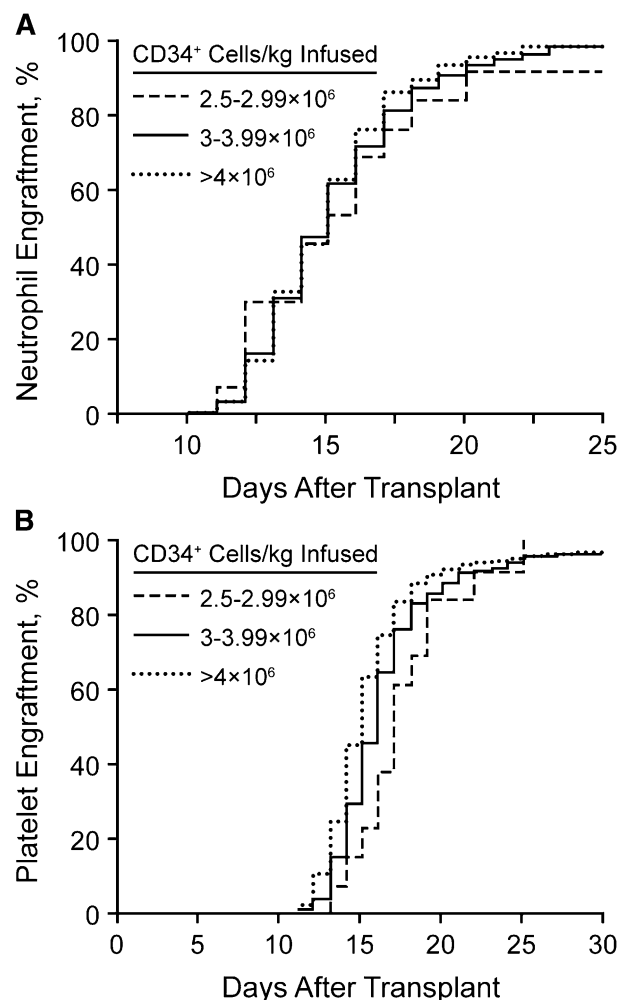 A
CD34⁺ Cells/kg Infused
2.5-2.99×10⁶
3-3.99×10⁶
>4×10⁶
Neutrophil Engraftment, %
100
80
60
40
20
0
10 15 20 25
Days After Transplant
B
CD34⁺ Cells/kg Infused
2.5-2.99×10⁶
3-3.99×10⁶
>4×10⁶
Platelet Engraftment, %
100
80
60
40
20
0
0 5 10 15 20 25 30
Days After Transplant